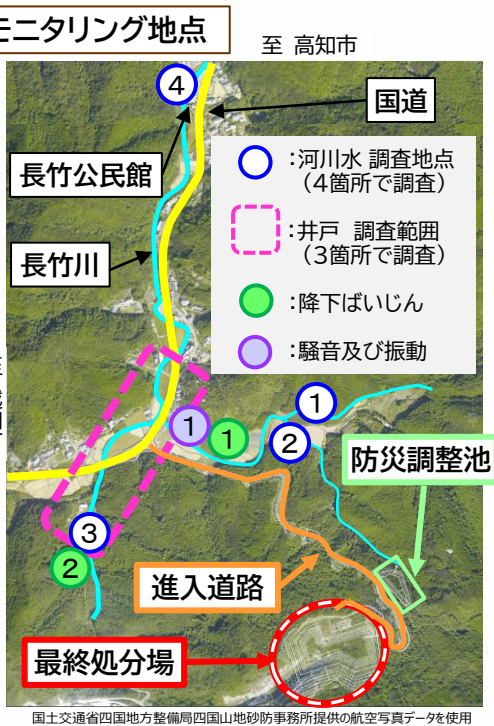 モニタリング地点
至 高知市
④
国道
長竹公民館
長竹川
:河川水 調査地点
(4箇所で調査)
:井戸 調査範囲
(3箇所で調査)
:降下ばいじん
:騒音及び振動
1
1
1
2
3
2
防災調整池
進入道路
最終処分場
国土交通省四国地方整備局四国山地砂防事務所提供の航空写真データを使用